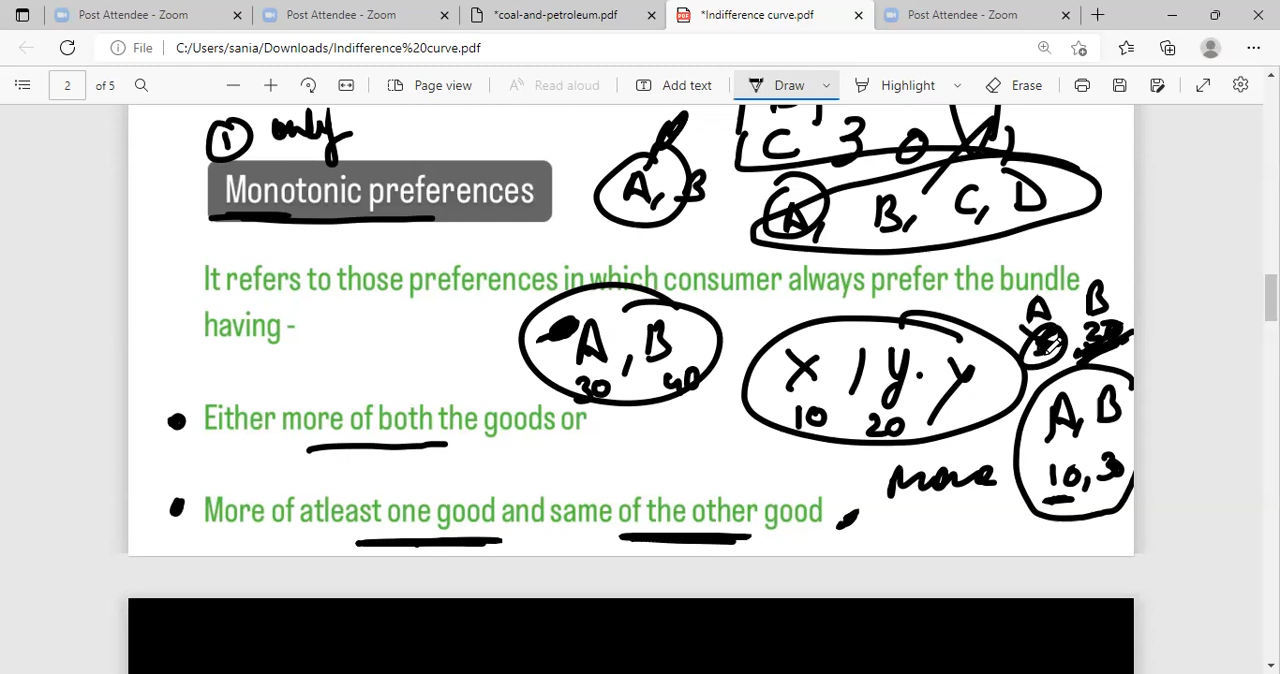 Post Attendee - Zoom
Post Attendee - Zoom
*coal-and-petroleum.pdf
*Indifference curve.pdf
Post Attendee - Zoom
File
C:/Users/sania/Downloads/Indifference%20curve.pdf
2
of 5
Page view
Read aloud
Add text
Draw
Highlight
Erase
1 only
C 3 0
A, B
A, B, C, D
Monotonic preferences
It refers to those preferences in which consumer always prefer the bundle
having -
A B
A, B
30 40
X / y. y
10 20
A, B
10, 30
Either more of both the goods or
more
More of atleast one good and same of the other good